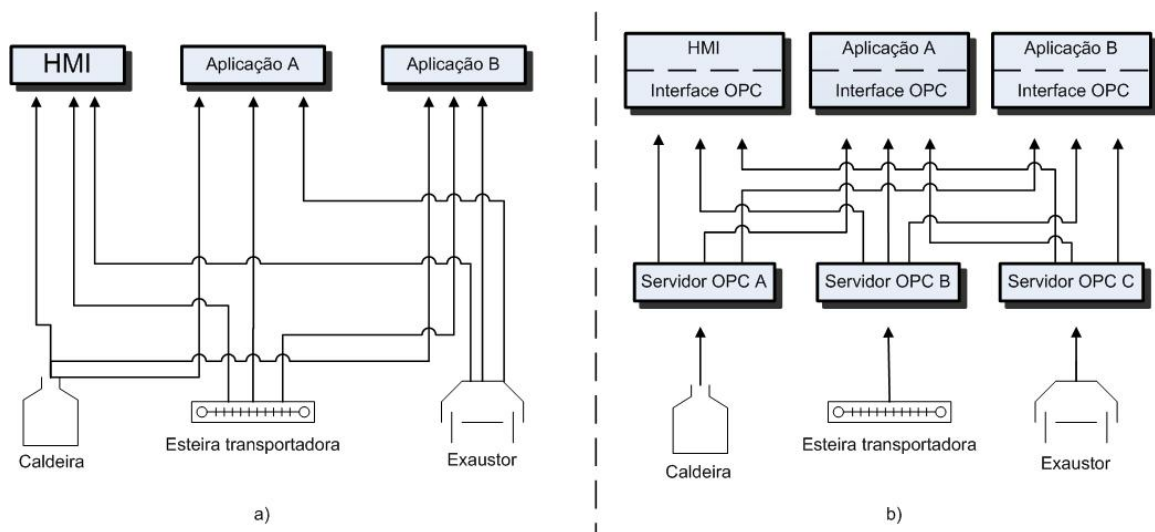 HMI
Aplicação A
Aplicação B
Caldeira
Esteira transportadora
Exaustor
a)
HMI
Interface OPC
Aplicação A
Interface OPC
Aplicação B
Interface OPC
Servidor OPC A
Servidor OPC B
Servidor OPC C
Caldeira
Esteira transportadora
Exaustor
b)